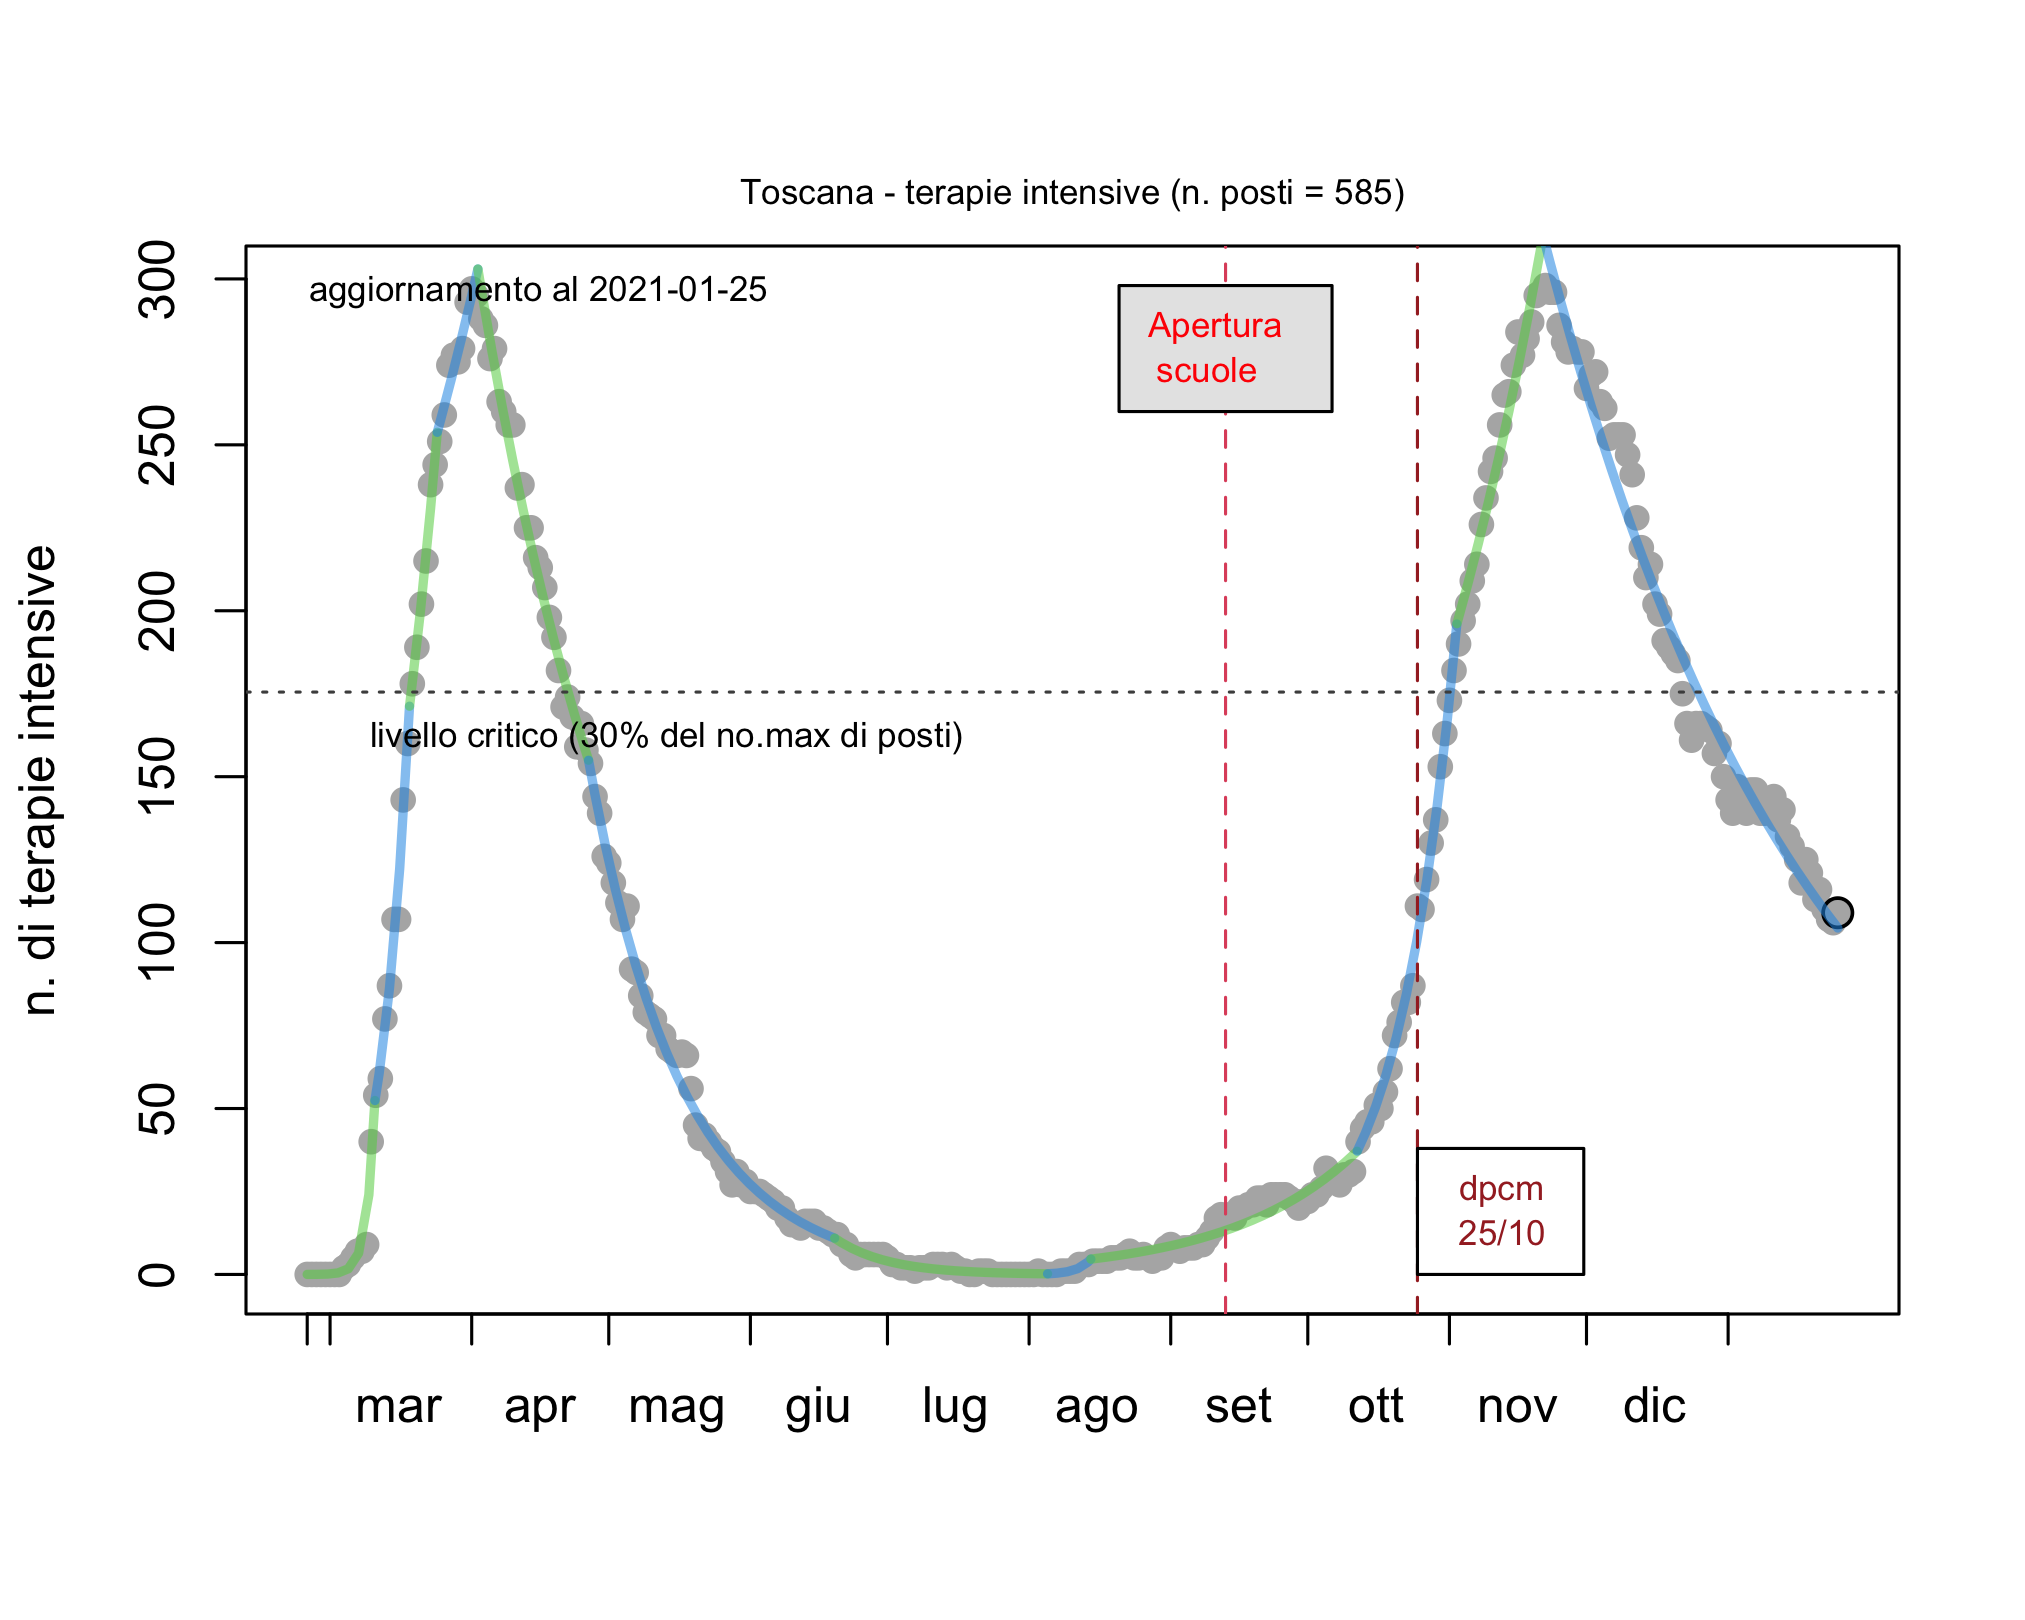 Toscana - terapie intensive (n. posti = 585)
aggiornamento al 2021-01-25
Apertura
scuole
livello critico (30% del no.max di posti)
dpcm
25/10
n. di terapie intensive
300
250
200
150
100
50
0
mar apr mag giu lug ago set ott nov dic